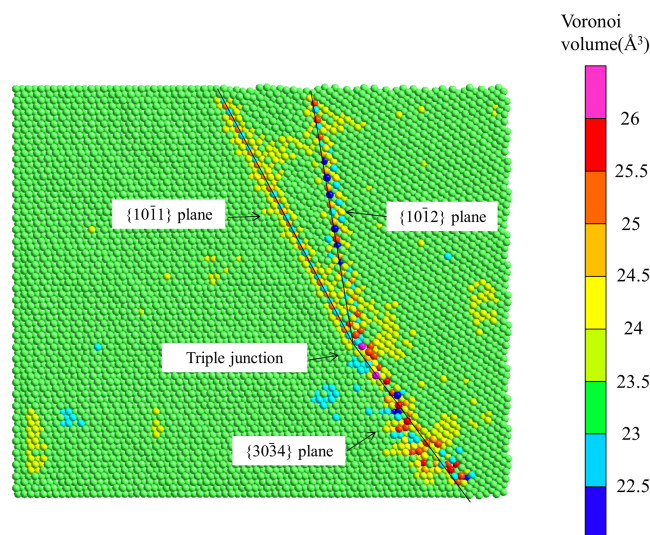 Voronoi
volume(Å³)
26
25.5
25
24.5
24
23.5
23
22.5
{101̄1} plane
{101̄2} plane
Triple junction
{303̄4} plane